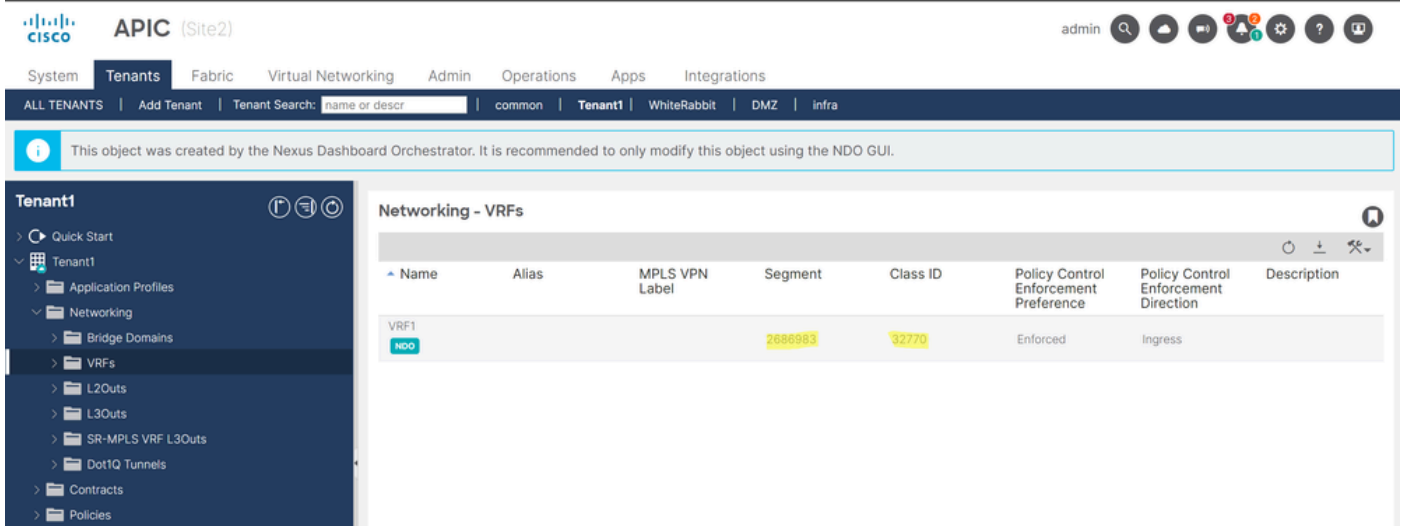 CISCO
APIC (Site2)
admin
3
2
1
System Tenants Fabric Virtual Networking Admin Operations Apps Integrations
ALL TENANTS | Add Tenant | Tenant Search: name or descr | common | Tenant1 | WhiteRabbit | DMZ | infra
This object was created by the Nexus Dashboard Orchestrator. It is recommended to only modify this object using the NDO GUI.
Tenant1
Quick Start
Tenant1
Application Profiles
Networking
Bridge Domains
VRFs
L2Outs
L3Outs
SR-MPLS VRF L3Outs
Dot1Q Tunnels
Contracts
Policies
Networking - VRFs
Name Alias MPLS VPN Label Segment Class ID Policy Control Enforcement Preference Policy Control Enforcement Direction Description
VRF1 2686983 32770 Enforced Ingress
NDO